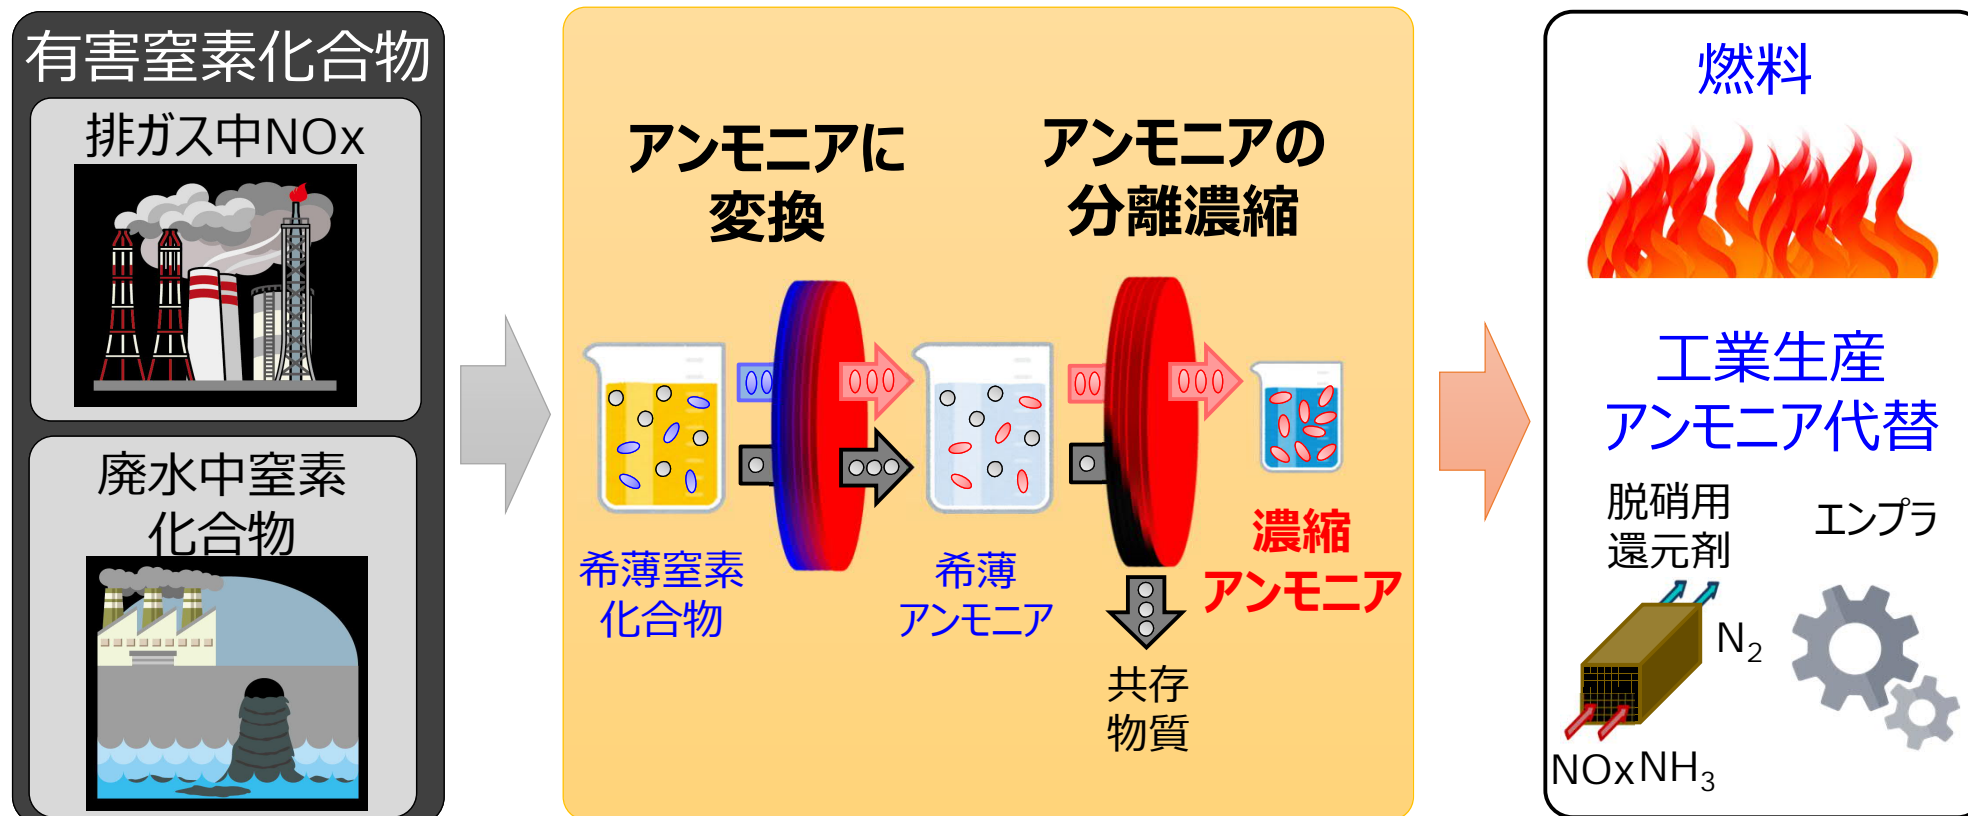 有害窒素化合物
排ガス中NOx
廃水中窒素
化合物
アンモニアに
変換
アンモニアの
分離濃縮
希薄窒素
化合物
希薄
アンモニア
濃縮
アンモニア
共存
物質
燃料
工業生産
アンモニア代替
脱硝用
還元剤
エンプラ
N₂
NOx NH₃